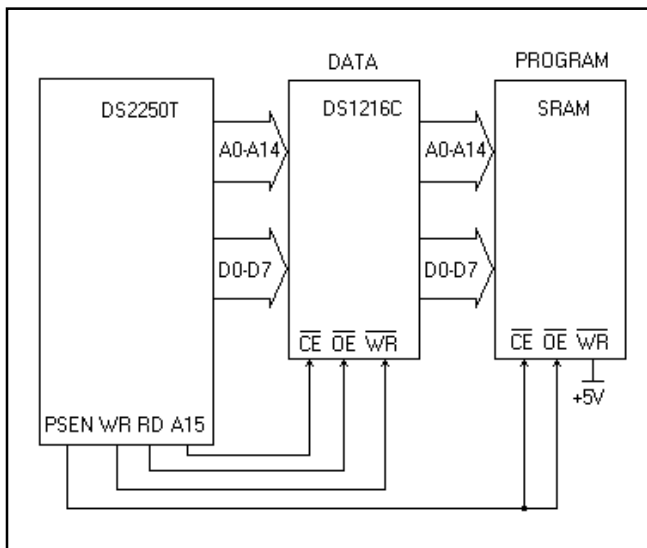 DATA PROGRAM
DS2250T DS1216C SRAM
A0-A14 A0-A14
D0-D7 D0-D7
CE OE WR CE OE WR
+5V
PSEN WR RD A15